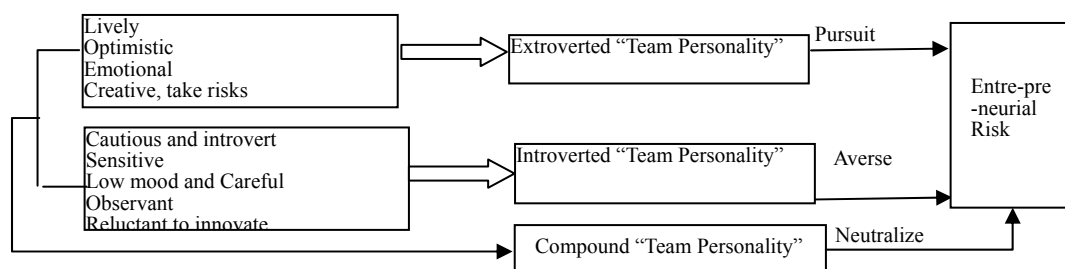 Lively
Optimistic
Emotional
Creative, take risks
Extroverted “Team Personality”
Pursuit
Entre-pre
-neurial
Risk
Cautious and introvert
Sensitive
Low mood and Careful
Observant
Reluctant to innovate
Introverted “Team Personality”
Averse
Compound “Team Personality”
Neutralize